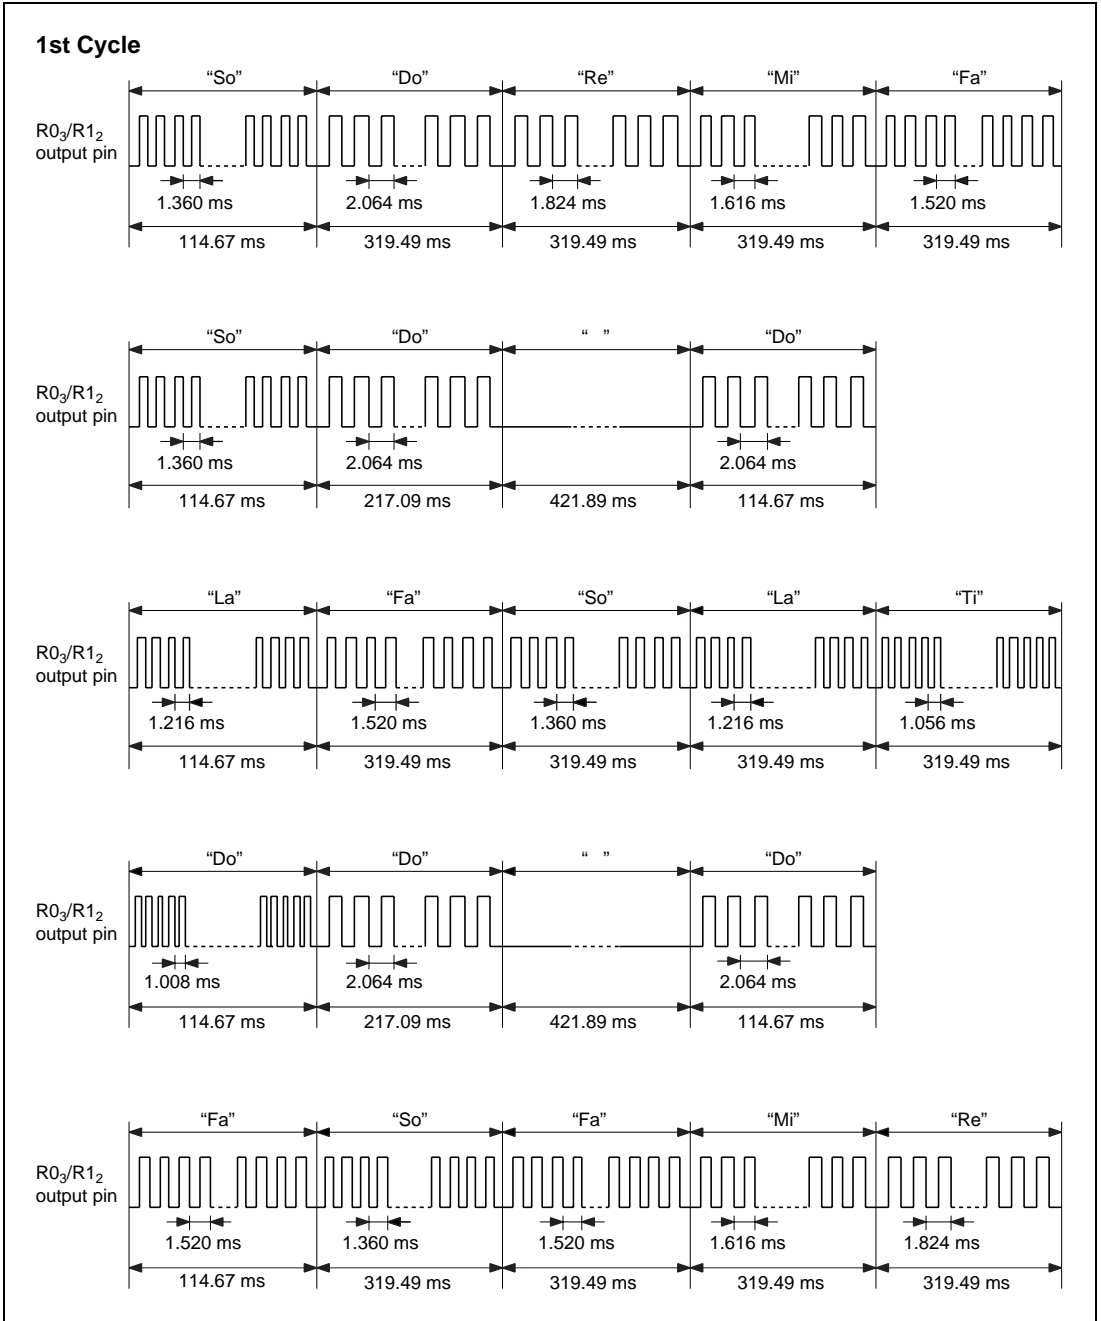 1st Cycle
“So” “Do” “Re” “Mi” “Fa”
R0₃/R1₂
output pin
1.360 ms 2.064 ms 1.824 ms 1.616 ms 1.520 ms
114.67 ms 319.49 ms 319.49 ms 319.49 ms 319.49 ms
“So” “Do” “ ” “Do”
R0₃/R1₂
output pin
1.360 ms 2.064 ms 2.064 ms
114.67 ms 217.09 ms 421.89 ms 114.67 ms
“La” “Fa” “So” “La” “Ti”
R0₃/R1₂
output pin
1.216 ms 1.520 ms 1.360 ms 1.216 ms 1.056 ms
114.67 ms 319.49 ms 319.49 ms 319.49 ms 319.49 ms
“Do” “Do” “ ” “Do”
R0₃/R1₂
output pin
1.008 ms 2.064 ms 2.064 ms
114.67 ms 217.09 ms 421.89 ms 114.67 ms
“Fa” “So” “Fa” “Mi” “Re”
R0₃/R1₂
output pin
1.520 ms 1.360 ms 1.520 ms 1.616 ms 1.824 ms
114.67 ms 319.49 ms 319.49 ms 319.49 ms 319.49 ms